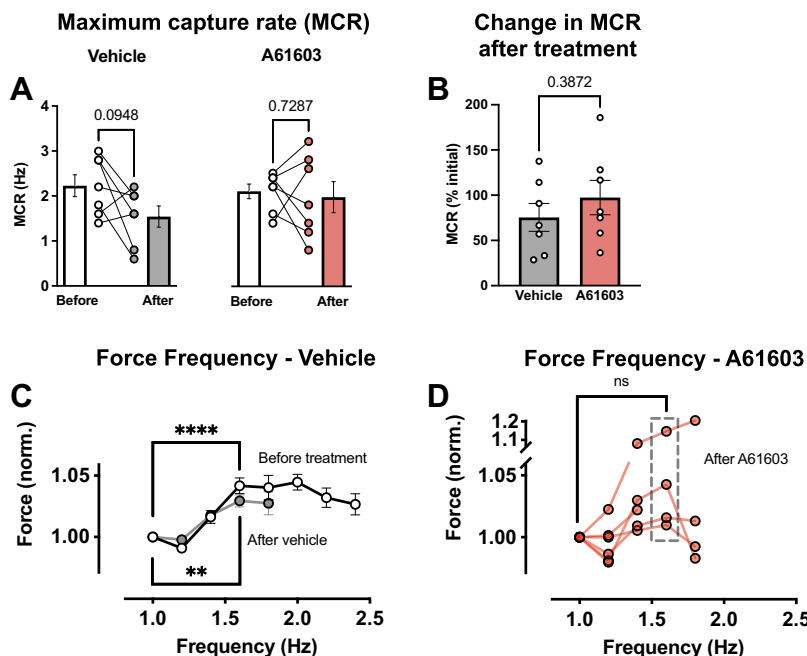 Maximum capture rate (MCR)
Vehicle
A61603
A
0.0948
0.7287
4
3
2
1
0
MCR (Hz)
Before
After
Before
After
Change in MCR
after treatment
B
0.3872
200
150
100
50
0
MCR (% initial)
Vehicle
A61603
Force Frequency - Vehicle
C
****
Before treatment
After vehicle
**
1.05
1.00
Force (norm.)
1.0
1.5
2.0
2.5
Frequency (Hz)
Force Frequency - A61603
D
ns
After A61603
1.2
1.1
1.05
1.00
Force (norm.)
1.0
1.5
2.0
2.5
Frequency (Hz)